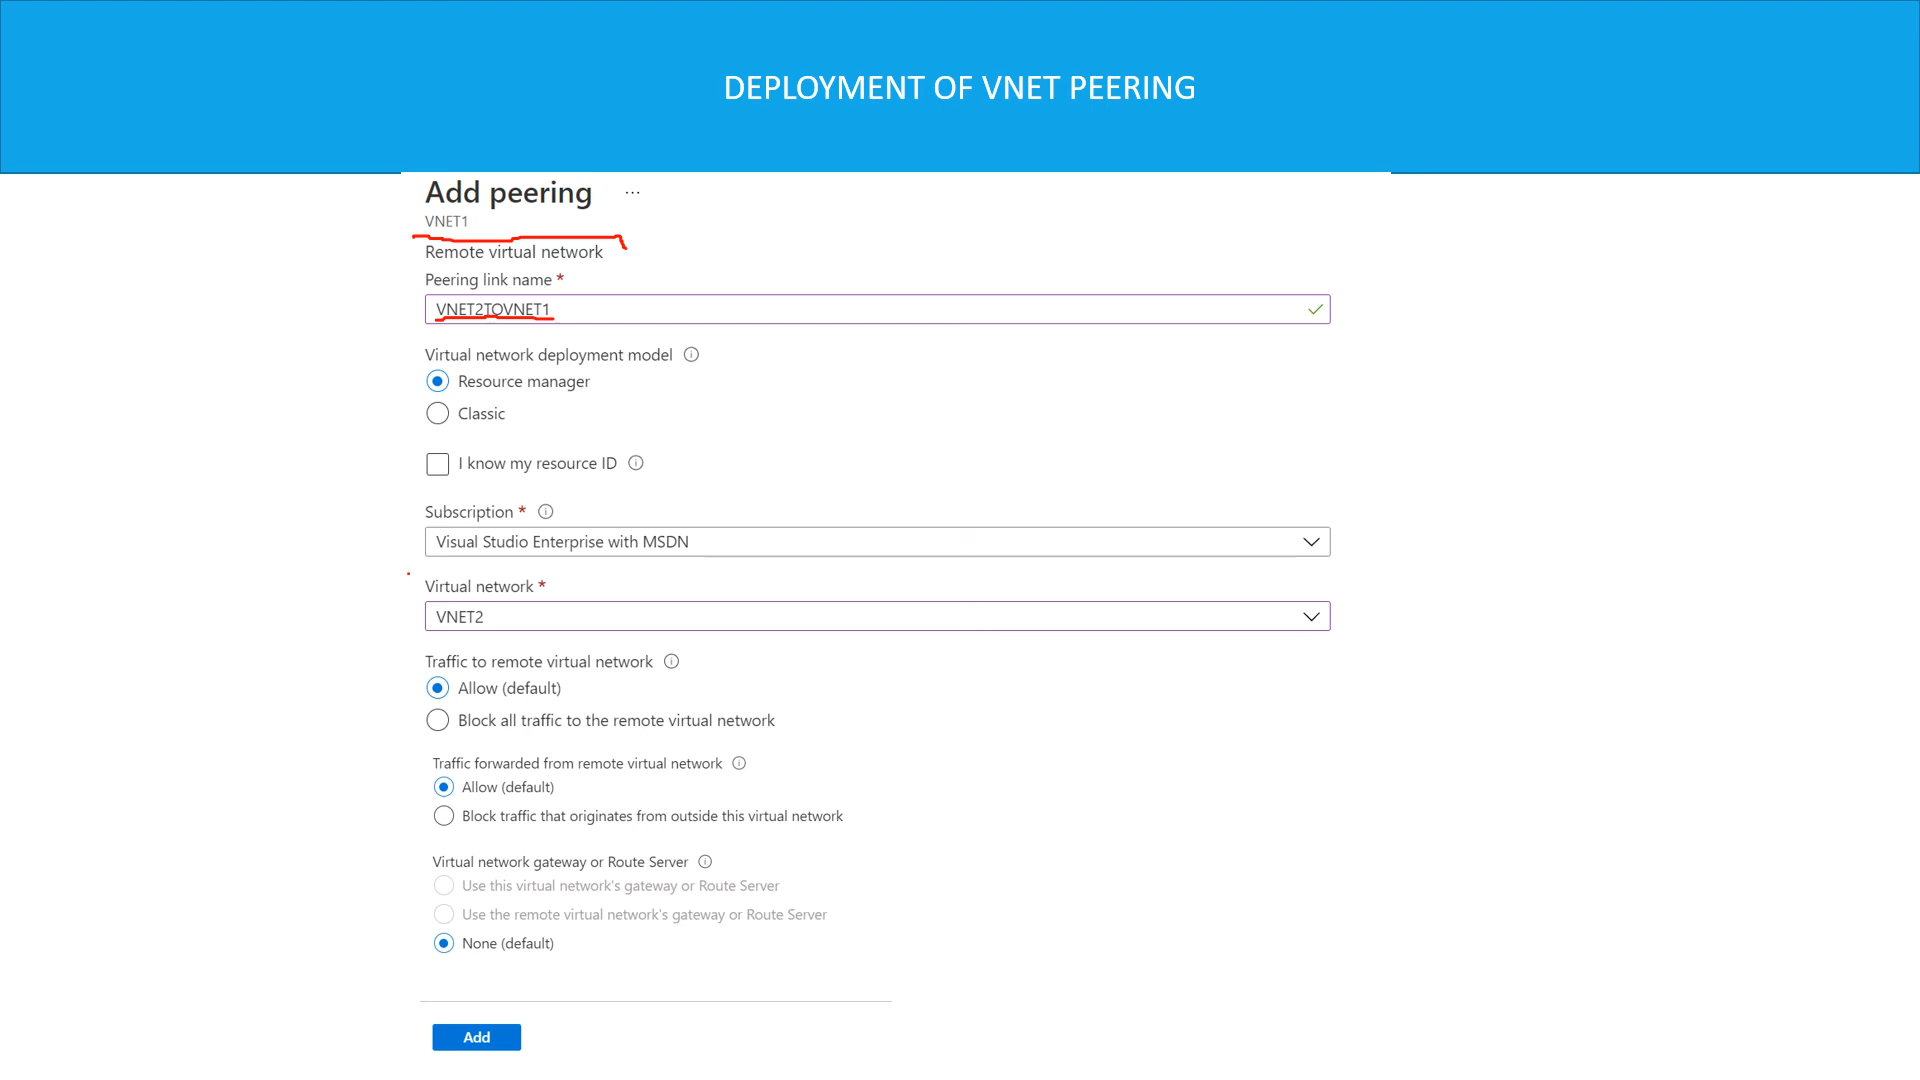 DEPLOYMENT OF VNET PEERING
Add peering ...
VNET1
Remote virtual network
Peering link name *
VNET2TOVNET1
Virtual network deployment model
Resource manager
Classic
I know my resource ID
Subscription *
Visual Studio Enterprise with MSDN
Virtual network *
VNET2
Traffic to remote virtual network
Allow (default)
Block all traffic to the remote virtual network
Traffic forwarded from remote virtual network
Allow (default)
Block traffic that originates from outside this virtual network
Virtual network gateway or Route Server
Use this virtual network's gateway or Route Server
Use the remote virtual network's gateway or Route Server
None (default)
Add